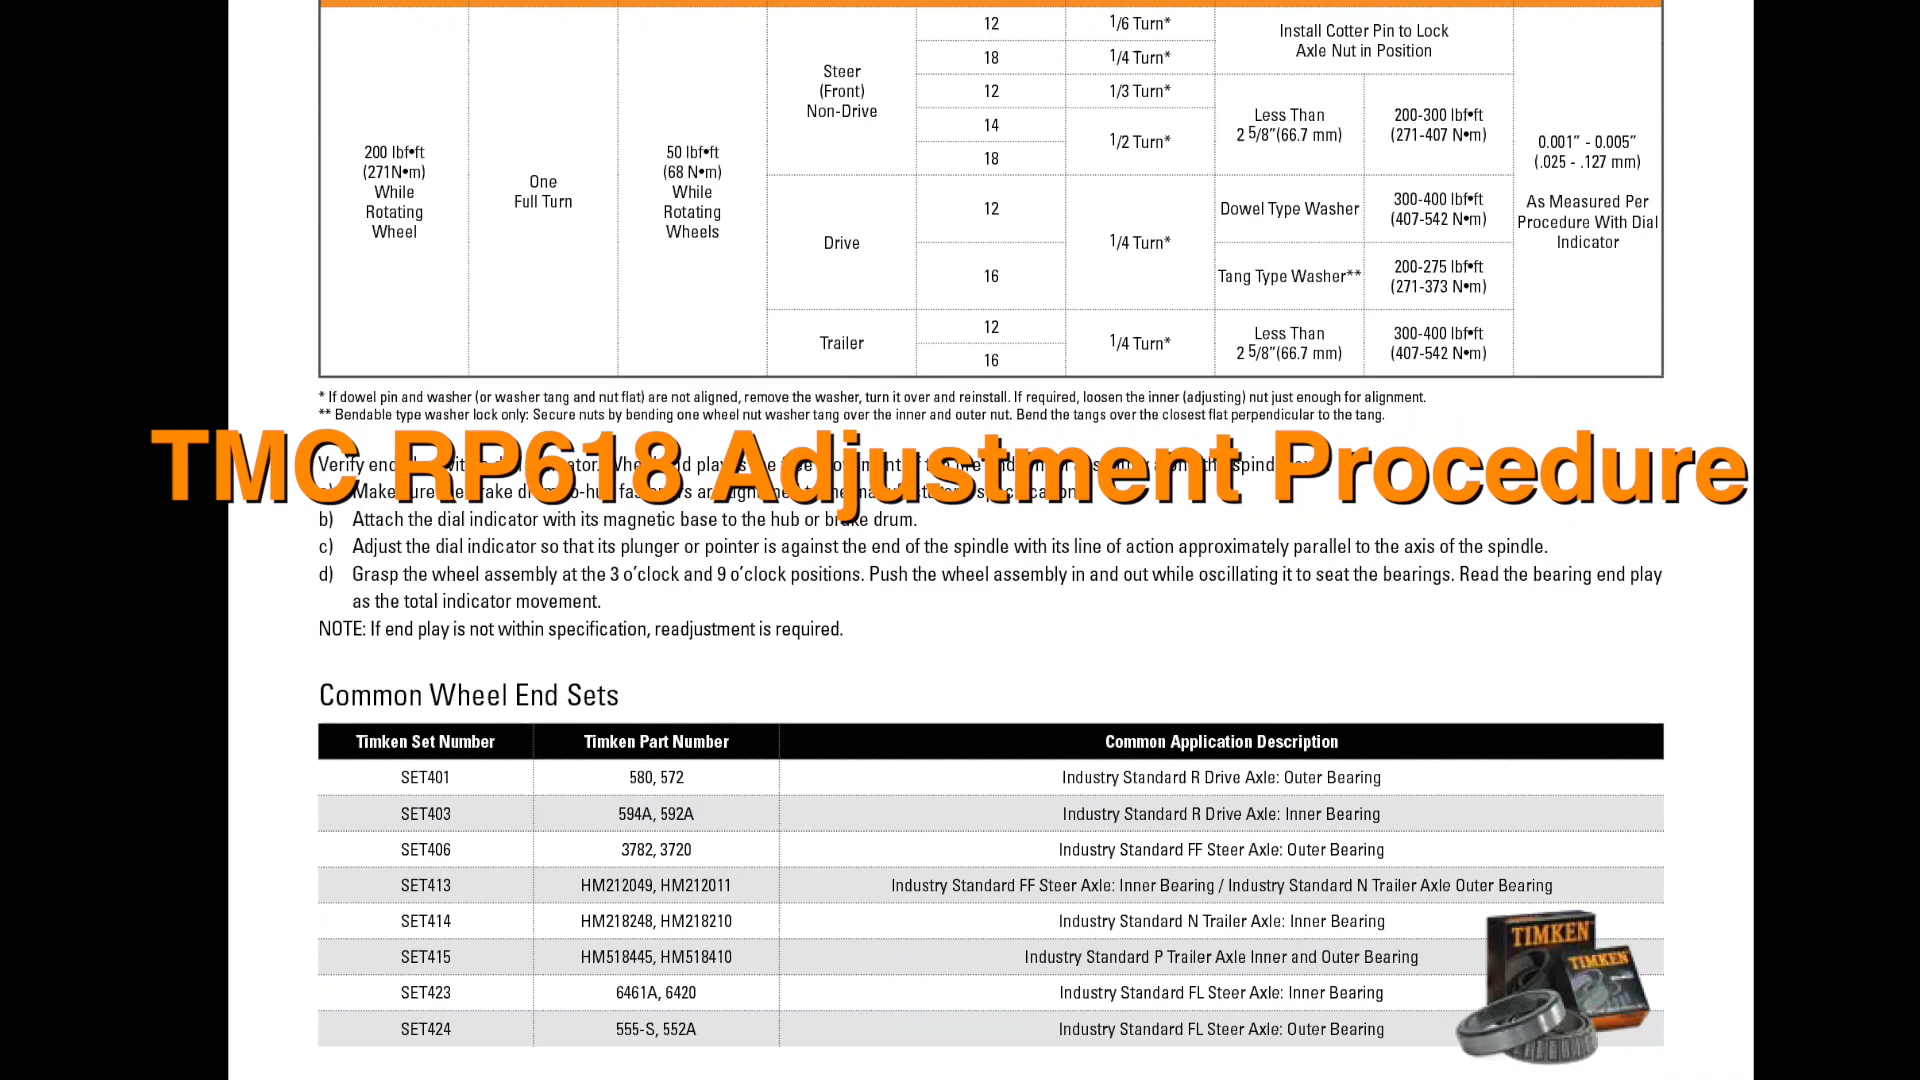 200 lbf•ft
(271N•m)
While
Rotating
Wheel
One
Full Turn
50 lbf•ft
(68 N•m)
While
Rotating
Wheels
Steer
(Front)
Non-Drive
12
1/6 Turn*
Install Cotter Pin to Lock
Axle Nut in Position
18
1/4 Turn*
12
1/3 Turn*
14
18
1/2 Turn*
Less Than
2 5/8”(66.7 mm)
200-300 lbf•ft
(271-407 N•m)
Drive
12
16
1/4 Turn*
Dowel Type Washer
300-400 lbf•ft
(407-542 N•m)
Tang Type Washer**
200-275 lbf•ft
(271-373 N•m)
Trailer
12
16
1/4 Turn*
Less Than
2 5/8”(66.7 mm)
300-400 lbf•ft
(407-542 N•m)
0.001” - 0.005”
(.025 - .127 mm)
As Measured Per
Procedure With Dial
Indicator
* If dowel pin and washer (or washer tang and nut flat) are not aligned, remove the washer, turn it over and reinstall. If required, loosen the inner (adjusting) nut just enough for alignment.
** Bendable type washer lock only: Secure nuts by bending one wheel nut washer tang over the inner and outer nut. Bend the tangs over the closest flat perpendicular to the tang.
TMC RP618 Adjustment Procedure
Verify
b) Attach the dial indicator with its magnetic base to the hub or brake drum.
c) Adjust the dial indicator so that its plunger or pointer is against the end of the spindle with its line of action approximately parallel to the axis of the spindle.
d) Grasp the wheel assembly at the 3 o’clock and 9 o’clock positions. Push the wheel assembly in and out while oscillating it to seat the bearings. Read the bearing end play
as the total indicator movement.
NOTE: If end play is not within specification, readjustment is required.
Common Wheel End Sets
Timken Set Number Timken Part Number Common Application Description
SET401 580, 572 Industry Standard R Drive Axle: Outer Bearing
SET403 594A, 592A Industry Standard R Drive Axle: Inner Bearing
SET406 3782, 3720 Industry Standard FF Steer Axle: Outer Bearing
SET413 HM212049, HM212011 Industry Standard FF Steer Axle: Inner Bearing / Industry Standard N Trailer Axle Outer Bearing
SET414 HM218248, HM218210 Industry Standard N Trailer Axle: Inner Bearing
SET415 HM518445, HM518410 Industry Standard P Trailer Axle Inner and Outer Bearing
SET423 6461A, 6420 Industry Standard FL Steer Axle: Inner Bearing
SET424 555-S, 552A Industry Standard FL Steer Axle: Outer Bearing
TIMKEN
TIMKEN